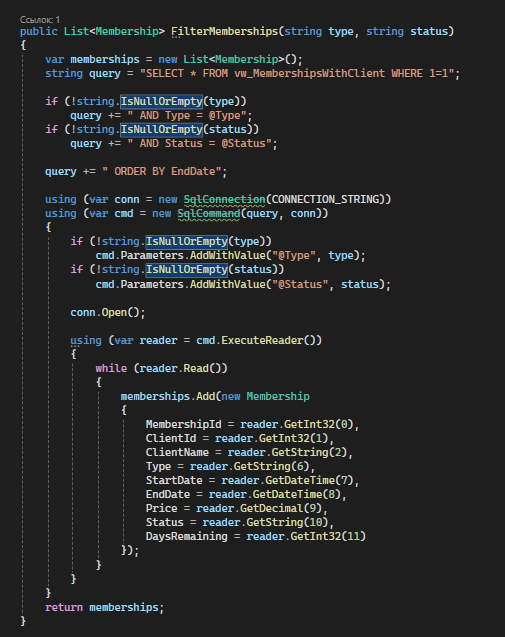 Ссылок: 1
public List<Membership> FilterMemberships(string type, string status)
{
    var memberships = new List<Membership>();
    string query = "SELECT * FROM vw_MembershipsWithClient WHERE 1=1";

    if (!string.IsNullOrEmpty(type))
        query += " AND Type = @Type";
    if (!string.IsNullOrEmpty(status))
        query += " AND Status = @Status";

    query += " ORDER BY EndDate";

    using (var conn = new SqlConnection(CONNECTION_STRING))
    using (var cmd = new SqlCommand(query, conn))
    {
        if (!string.IsNullOrEmpty(type))
            cmd.Parameters.AddWithValue("@Type", type);
        if (!string.IsNullOrEmpty(status))
            cmd.Parameters.AddWithValue("@Status", status);

        conn.Open();

        using (var reader = cmd.ExecuteReader())
        {
            while (reader.Read())
            {
                memberships.Add(new Membership
                {
                    MembershipId = reader.GetInt32(0),
                    ClientId = reader.GetInt32(1),
                    ClientName = reader.GetString(2),
                    Type = reader.GetString(6),
                    StartDate = reader.GetDateTime(7),
                    EndDate = reader.GetDateTime(8),
                    Price = reader.GetDecimal(9),
                    Status = reader.GetString(10),
                    DaysRemaining = reader.GetInt32(11)
                });
            }
        }
    }
    return memberships;
}